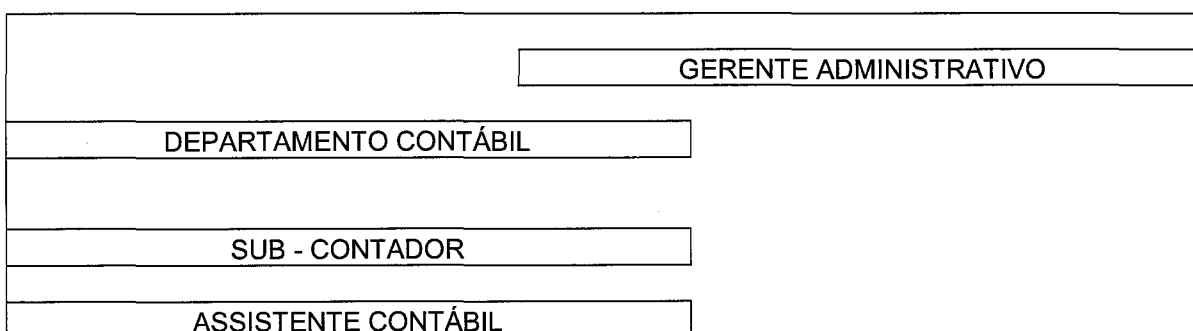 GERENTE ADMINISTRATIVO
DEPARTAMENTO CONTÁBIL
SUB - CONTADOR
ASSISTENTE CONTÁBIL